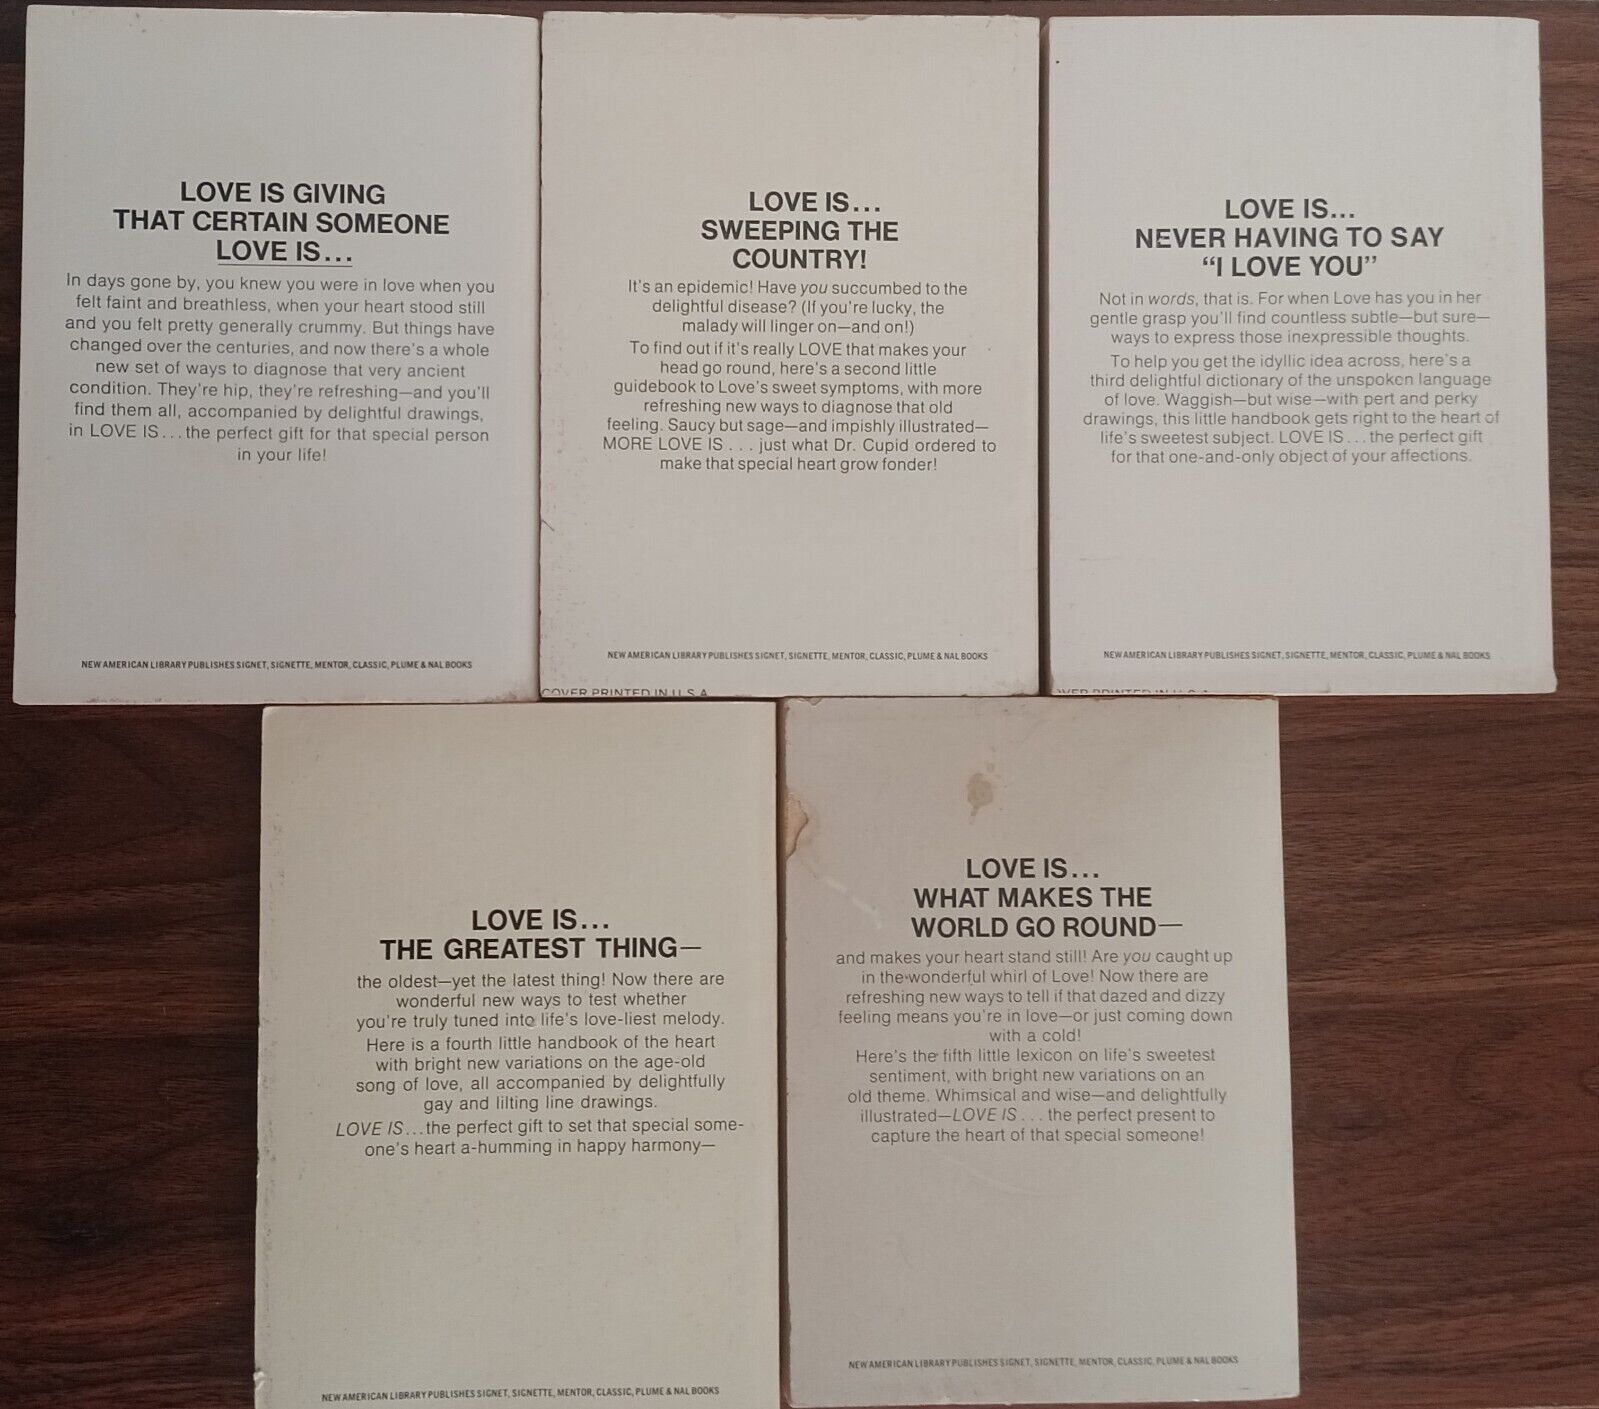 LOVE IS GIVING
THAT CERTAIN SOMEONE
LOVE IS...
In days gone by, you knew you were in love when you
felt faint and breathless, when your heart stood still
and you felt pretty generally crummy. But things have
changed over the centuries, and now there's a whole
new set of ways to diagnose that very ancient
condition. They're hip, they're refreshing—and you'll
find them all, accompanied by delightful drawings,
in LOVE IS...the perfect gift for that special person
in your life!
NEW AMERICAN LIBRARY PUBLISHES SIGNET, SIGNETTE, MENTOR, CLASSIC, PLUME & NAL BOOKS
LOVE IS...
SWEEPING THE
COUNTRY!
It's an epidemic! Have you succumbed to the
delightful disease? (If you're lucky, the
malady will linger on—and on!)
To find out if it's really LOVE that makes your
head go round, here's a second little
guidebook to Love's sweet symptoms, with more
refreshing new ways to diagnose that old
feeling. Saucy but sage—and impishly illustrated—
MORE LOVE IS . . . just what Dr. Cupid ordered to
make that special heart grow fonder!
NEW AMERICAN LIBRARY PUBLISHES SIGNET, SIGNETTE, MENTOR, CLASSIC, PLUME & NAL BOOKS
COVER PRINTED IN U.S.A.
LOVE IS...
NEVER HAVING TO SAY
"I LOVE YOU"
Not in words, that is. For when Love has you in her
gentle grasp you'll find countless subtle—but sure—
ways to express those inexpressible thoughts.
To help you get the idyllic idea across, here's a
third delightful dictionary of the unspoken language
of love. Waggish—but wise—with pert and perky
drawings, this little handbook gets right to the heart of
life's sweetest subject. LOVE IS...the perfect gift
for that one-and-only object of your affections.
NEW AMERICAN LIBRARY PUBLISHES SIGNET, SIGNETTE, MENTOR, CLASSIC, PLUME & NAL BOOKS
LOVE IS...
THE GREATEST THING—
the oldest—yet the latest thing! Now there are
wonderful new ways to test whether
you're truly tuned into life's love-liest melody.
Here is a fourth little handbook of the heart
with bright new variations on the age-old
song of love, all accompanied by delightfully
gay and lilting line drawings.
LOVE IS...the perfect gift to set that special some-
one's heart a-humming in happy harmony—
NEW AMERICAN LIBRARY PUBLISHES SIGNET, SIGNETTE, MENTOR, CLASSIC, PLUME & NAL BOOKS
LOVE IS...
WHAT MAKES THE
WORLD GO ROUND—
and makes your heart stand still! Are you caught up
in the wonderful whirl of Love! Now there are
refreshing new ways to tell if that dazed and dizzy
feeling means you're in love—or just coming down
with a cold!
Here's the fifth little lexicon on life's sweetest
sentiment, with bright new variations on an
old theme. Whimsical and wise—and delightfully
illustrated—LOVE IS . . . the perfect present to
capture the heart of that special someone!
NEW AMERICAN LIBRARY PUBLISHES SIGNET, SIGNETTE, MENTOR, CLASSIC, PLUME & NAL BOOKS